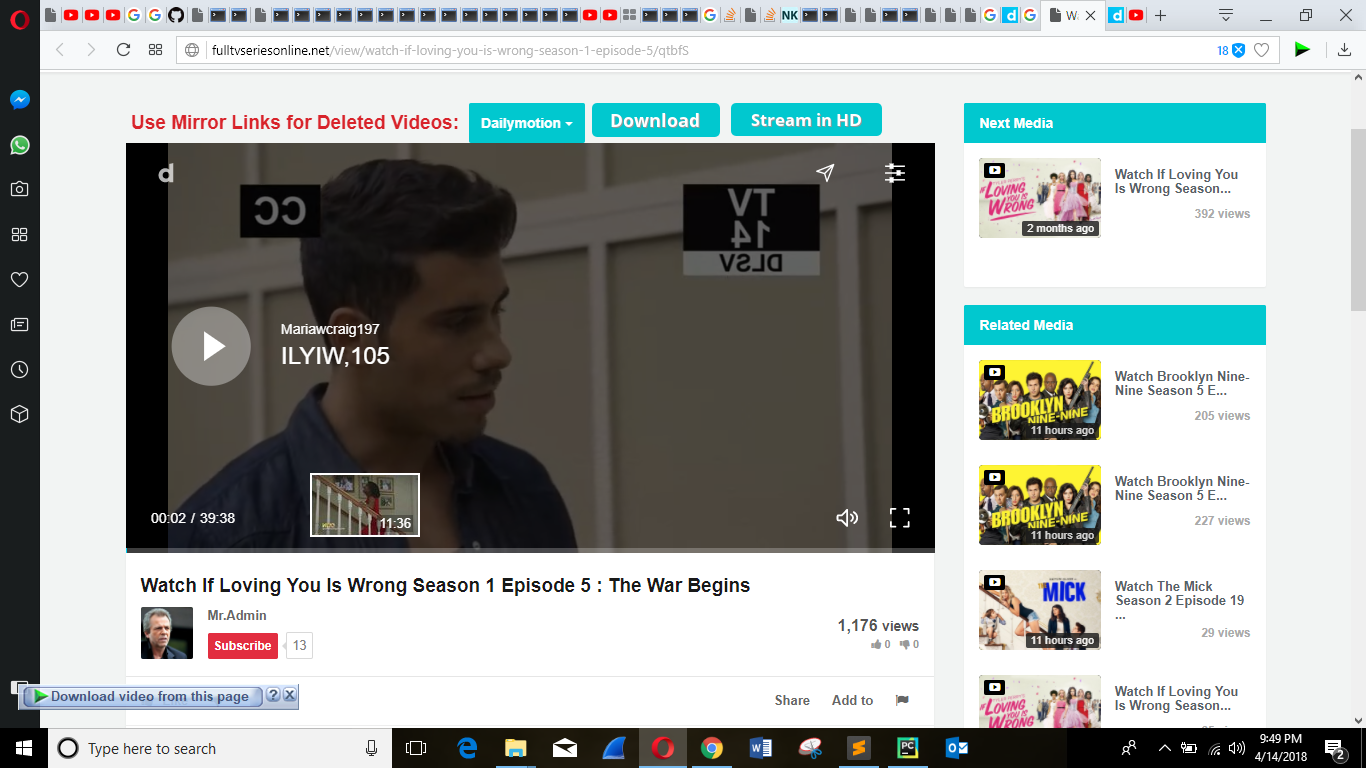 NK
W
fulltvseriesonline.net/view/watch-if-loving-you-is-wrong-season-1-episode-5/qtbfS
18
Use Mirror Links for Deleted Videos:
Dailymotion
Download
Stream in HD
d
CC
TV
14
DLSV
Mariawcraig197
ILYIW,105
11:36
00:02 / 39:38
Watch If Loving You Is Wrong Season 1 Episode 5 : The War Begins
Mr.Admin
Subscribe
13
1,176 views
0
0
Share
Add to
Next Media
#LOVING
YOU IS
WRONG
2 months ago
Watch If Loving You
Is Wrong Season...
392 views
Related Media
BROOKLYN
NINE-NINE
11 hours ago
Watch Brooklyn Nine-
Nine Season 5 E...
205 views
BROOKLYN
NINE-NINE
11 hours ago
Watch Brooklyn Nine-
Nine Season 5 E...
227 views
THE
MICK
11 hours ago
Watch The Mick
Season 2 Episode 19
...
29 views
#LOVING
YOU IS
WRONG
Watch If Loving You
Is Wrong Season...
Download video from this page
?
X
Type here to search
9:49 PM
4/14/2018
2